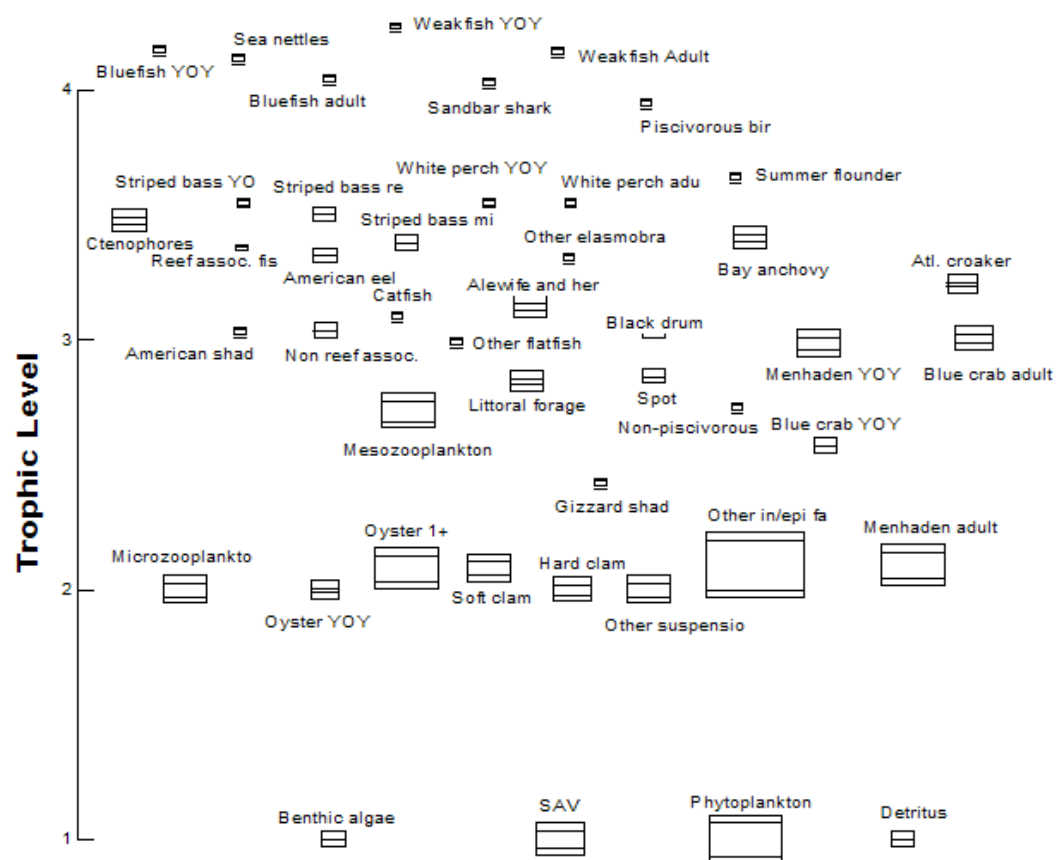 Weakfish YOY
Sea nettles
Bluefish YOY
Weakfish Adult
Bluefish adult
Sandbar shark
4
Piscivorous bir
White perch YOY
Summer flounder
Striped bass YO
Striped bass re
White perch adu
Striped bass mi
Ctenophores
Other elasmobra
Reef assoc. fis
American eel
Bay anchovy
Atl. croaker
Catfish
Alewife and her
Black drum
3
American shad
Non reef assoc.
Other flatfish
Menhaden YOY
Blue crab adult
Littoral forage
Spot
Non-piscivorous
Blue crab YOY
Mesozooplankton
Trophic Level
Gizzard shad
Other in/epi fa
Oyster 1+
Menhaden adult
Microzooplankto
Hard clam
2
Soft clam
Oyster YOY
Other suspensio
Benthic algae
SAV
Phytoplankton
Detritus
1